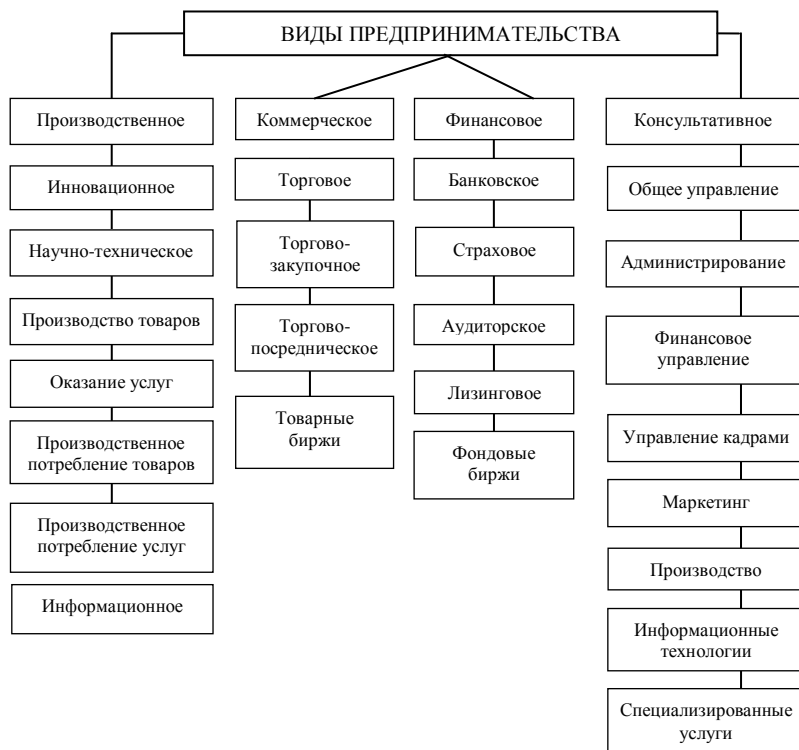 ВИДЫ ПРЕДПРИНИМАТЕЛЬСТВА
Производственное
Инновационное
Научно-техническое
Производство товаров
Оказание услуг
Производственное
потребление товаров
Производственное
потребление услуг
Информационное
Коммерческое
Торговое
Торгово-
закупочное
Торгово-
посредническое
Товарные
биржи
Финансовое
Банковское
Страховое
Аудиторское
Лизинговое
Фондовые
биржи
Консультативное
Общее управление
Администрирование
Финансовое
управление
Управление кадрами
Маркетинг
Производство
Информационные
технологии
Специализированные
услуги